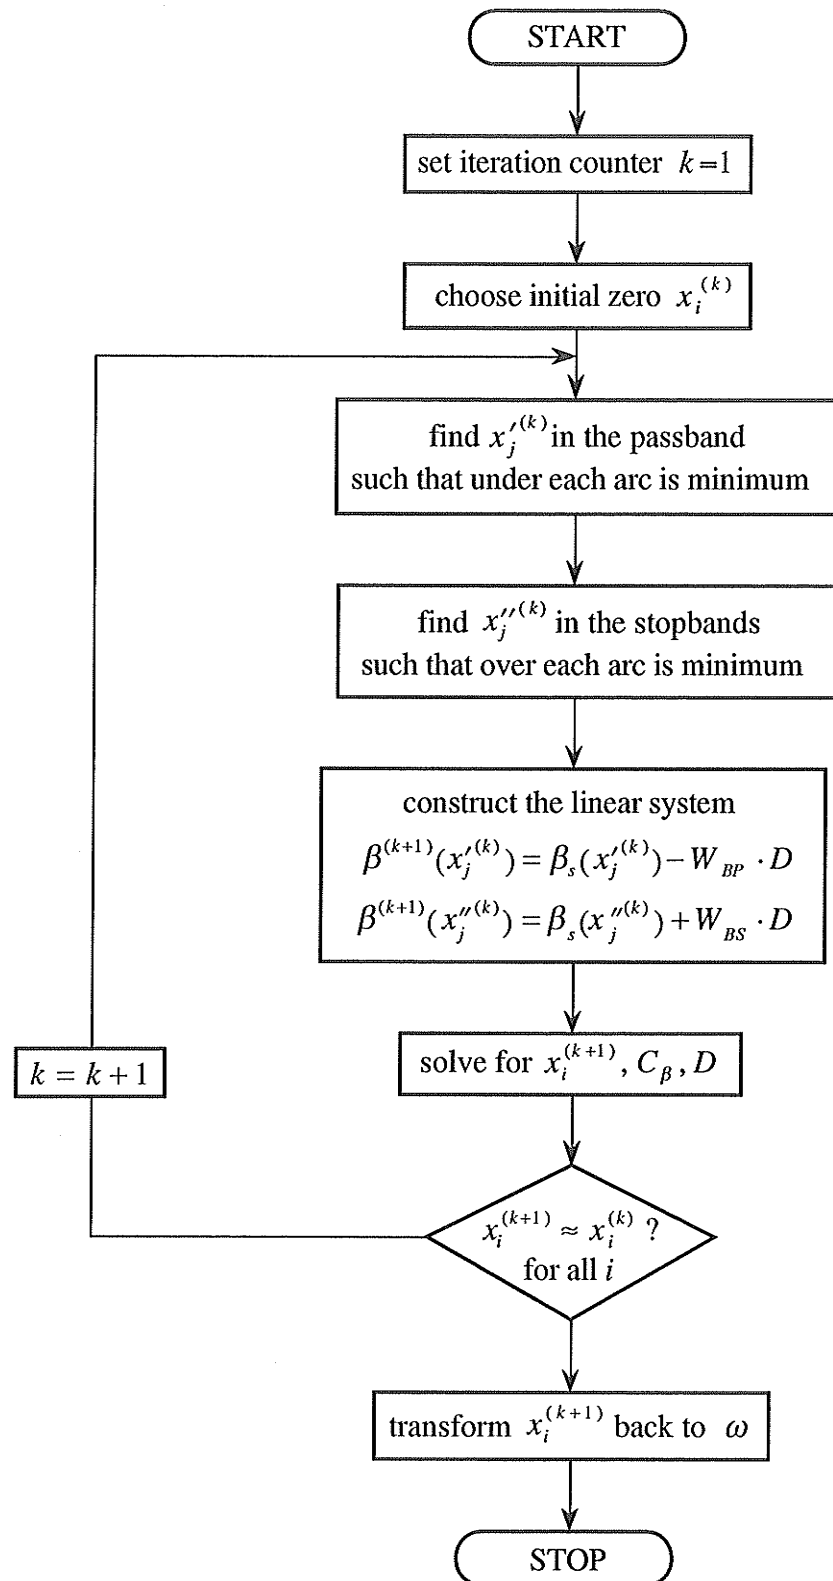 START
set iteration counter k=1
choose initial zero x_i^(k)
find x′_j^(k) in the passband
such that under each arc is minimum
find x″_j^(k) in the stopbands
such that over each arc is minimum
construct the linear system
β^(k+1)(x′_j^(k)) = β_s(x′_j^(k)) − W_BP · D
β^(k+1)(x″_j^(k)) = β_s(x″_j^(k)) + W_BS · D
solve for x_i^(k+1), C_β, D
k = k + 1
x_i^(k+1) ≈ x_i^(k) ?
for all i
transform x_i^(k+1) back to ω
STOP